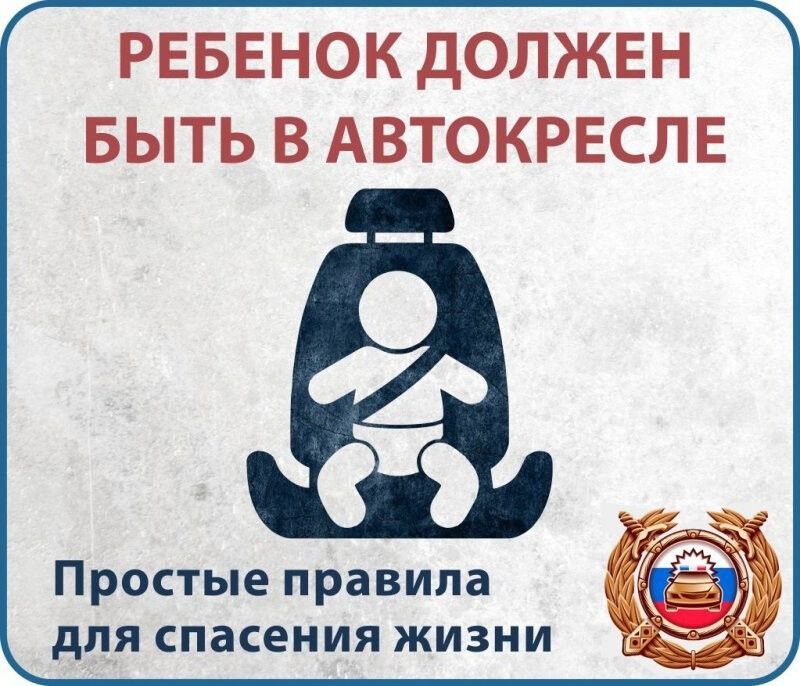 РЕБЕНОК ДОЛЖЕН
БЫТЬ В АВТОКРЕСЛЕ
Простые правила
для спасения жизни